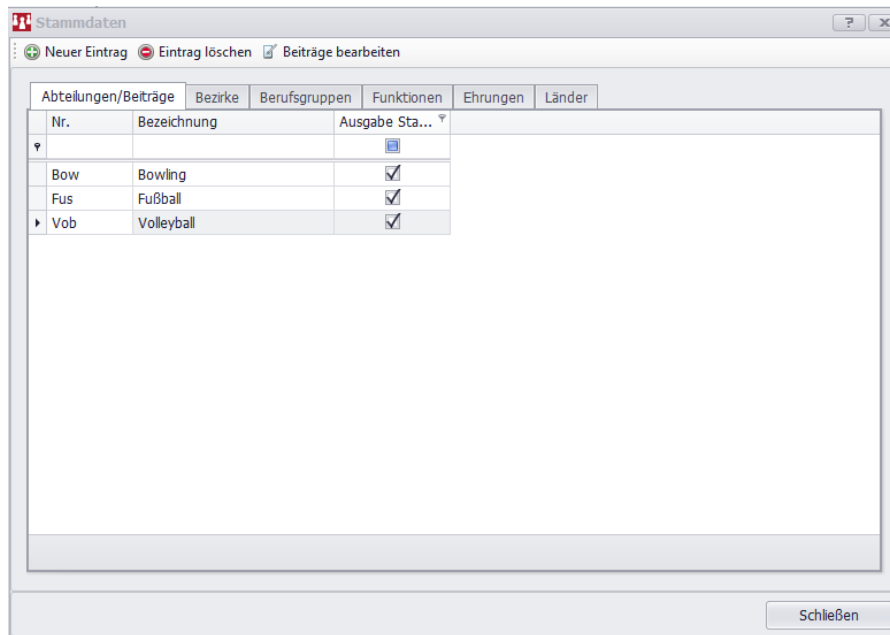 Stammdaten
Neuer Eintrag Eintrag löschen Beiträge bearbeiten
Abteilungen/Beiträge Bezirke Berufsgruppen Funktionen Ehrungen Länder
Nr. Bezeichnung Ausgabe Sta...
Bow Bowling
Fus Fußball
Vob Volleyball
Schließen